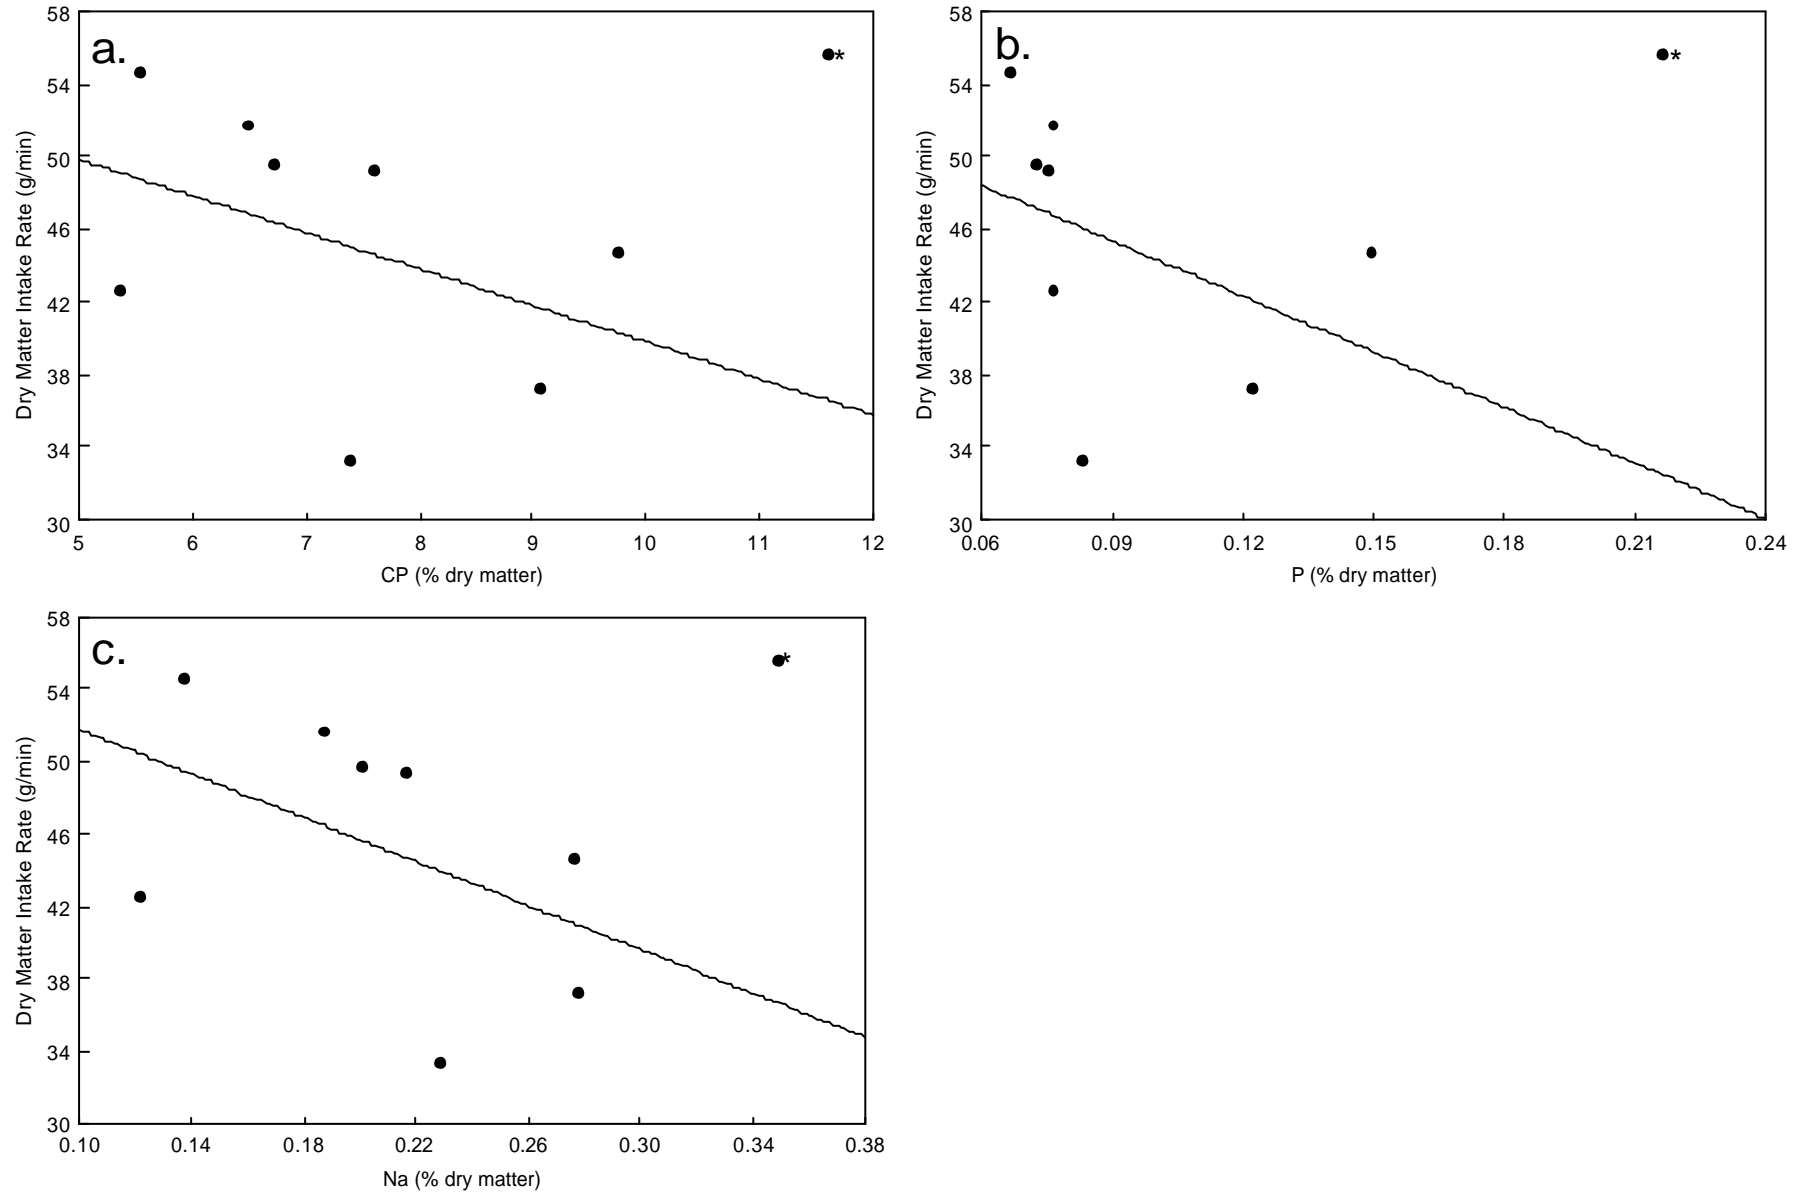 a.
58
54
50
46
42
38
34
30
Dry Matter Intake Rate (g/min)
*
5 6 7 8 9 10 11 12
CP (% dry matter)
b.
58
54
50
46
42
38
34
30
Dry Matter Intake Rate (g/min)
*
0.06 0.09 0.12 0.15 0.18 0.21 0.24
P (% dry matter)
c.
58
54
50
46
42
38
34
30
Dry Matter Intake Rate (g/min)
*
0.10 0.14 0.18 0.22 0.26 0.30 0.34 0.38
Na (% dry matter)